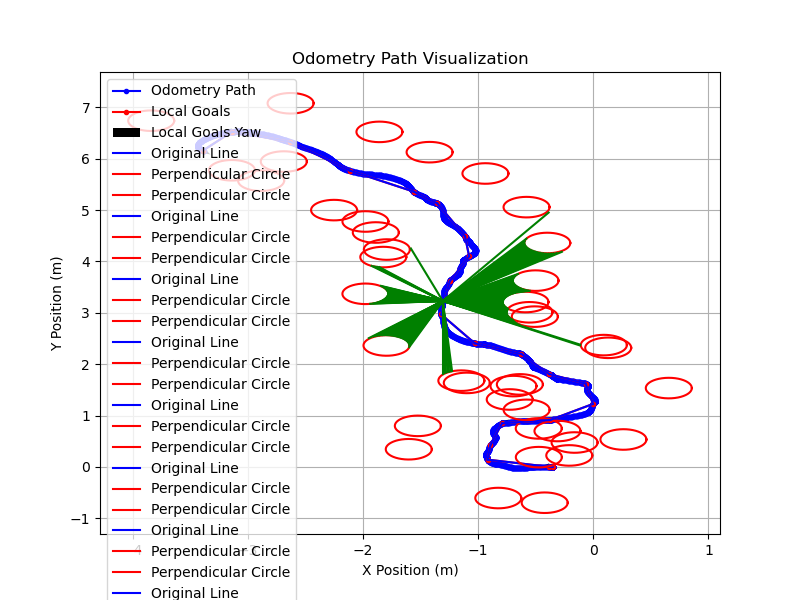 Odometry Path Visualization
Y Position (m)
7
6
5
4
3
2
1
0
−1
Odometry Path
Local Goals
Local Goals Yaw
Original Line
Perpendicular Circle
Perpendicular Circle
Original Line
Perpendicular Circle
Perpendicular Circle
Original Line
Perpendicular Circle
Perpendicular Circle
Original Line
Perpendicular Circle
Perpendicular Circle
Original Line
Perpendicular Circle
Perpendicular Circle
Original Line
Perpendicular Circle
Perpendicular Circle
Original Line
Perpendicular Circle
Perpendicular Circle
Original Line
−2 −1 0 1
X Position (m)